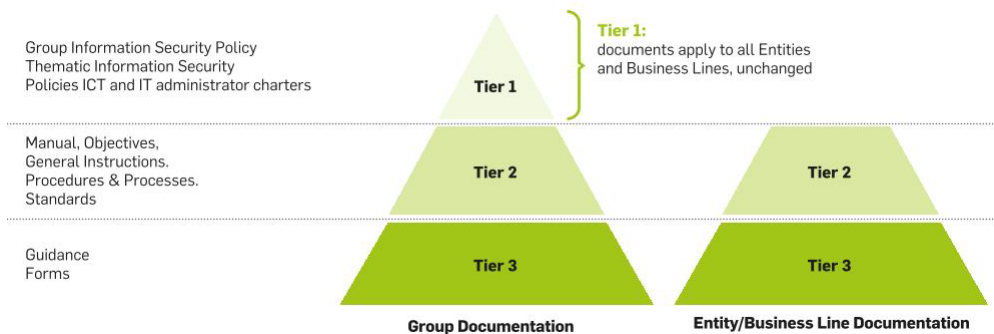 Group Information Security Policy
Thematic Information Security
Policies ICT and IT administrator charters
Tier 1
Tier 1:
documents apply to all Entities
and Business Lines, unchanged
Manual, Objectives,
General Instructions.
Procedures & Processes.
Standards
Tier 2
Tier 2
Guidance
Forms
Tier 3
Tier 3
Group Documentation
Entity/Business Line Documentation